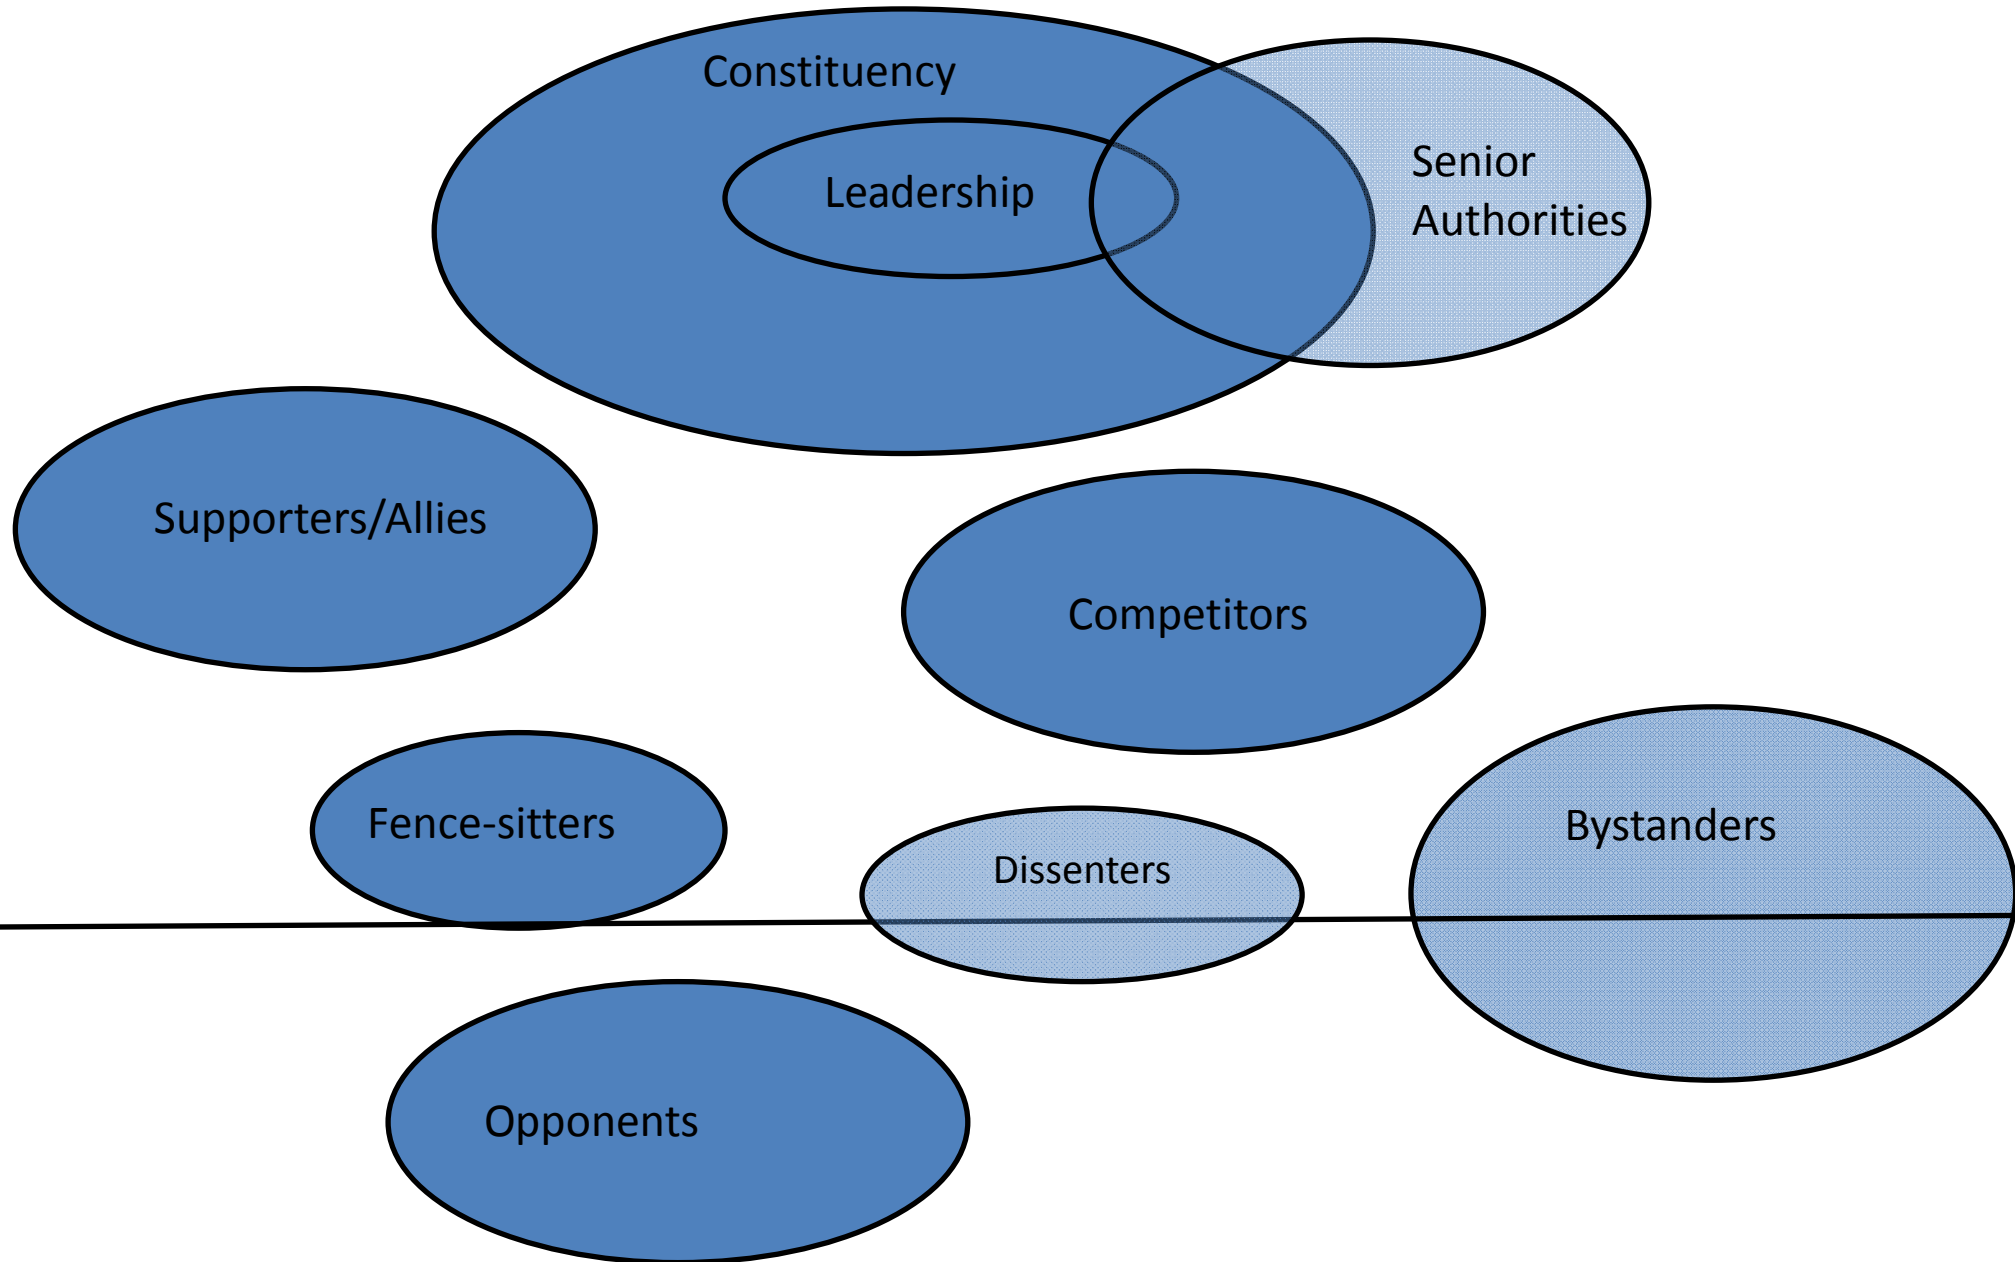 Constituency
Leadership
Senior
Authorities
Supporters/Allies
Competitors
Fence-sitters
Dissenters
Bystanders
Opponents